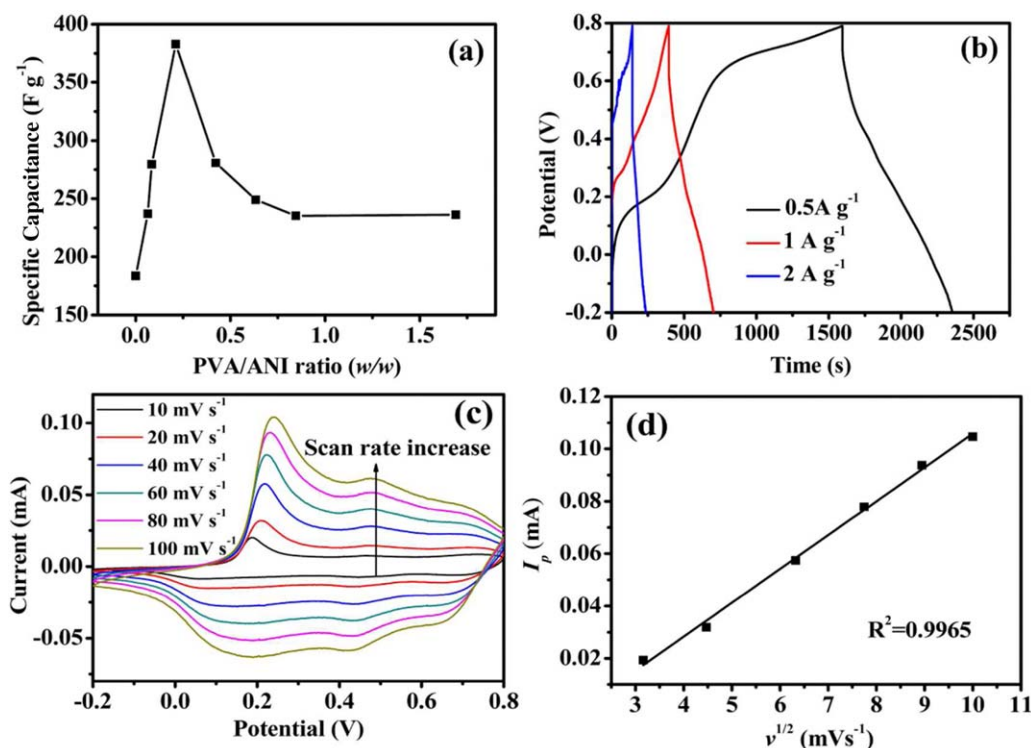 400
350
300
250
200
150
0.0 0.5 1.0 1.5
Specific Capacitance (F g⁻¹)
PVA/ANI ratio (w/w)
(a)
0.8
0.6
0.4
0.2
0.0
-0.2
0 500 1000 1500 2000 2500
Potential (V)
Time (s)
(b)
0.5A g⁻¹
1 A g⁻¹
2 A g⁻¹
(c)
10 mV s⁻¹
20 mV s⁻¹
40 mV s⁻¹
60 mV s⁻¹
80 mV s⁻¹
100 mV s⁻¹
Scan rate increase
0.10
0.05
0.00
-0.05
-0.2 0.0 0.2 0.4 0.6 0.8
Current (mA)
Potential (V)
(d)
0.10
0.08
0.06
0.04
0.02
3 4 5 6 7 8 9 10 11
Iₚ (mA)
v¹ᐟ² (mVs⁻¹)
R²=0.9965